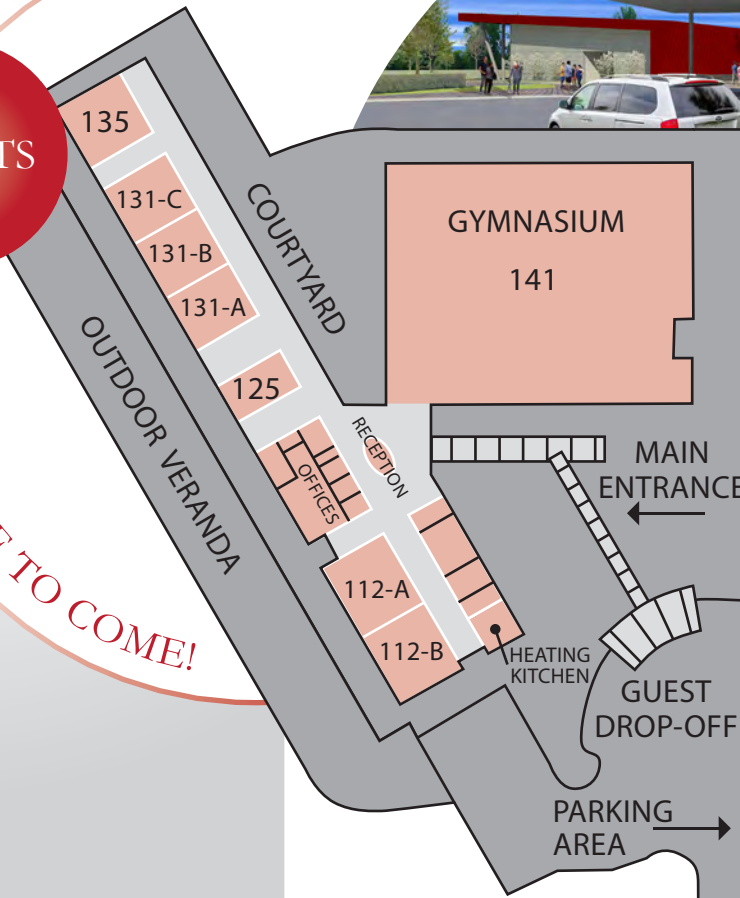 135
131-C
131-B
131-A
125
COURTYARD
GYMNASIUM
141
OUTDOOR VERANDA
RECEPTION
OFFICES
MAIN
ENTRANCE
112-A
112-B
HEATING
KITCHEN
GUEST
DROP-OFF
PARKING
AREA
TO COME!